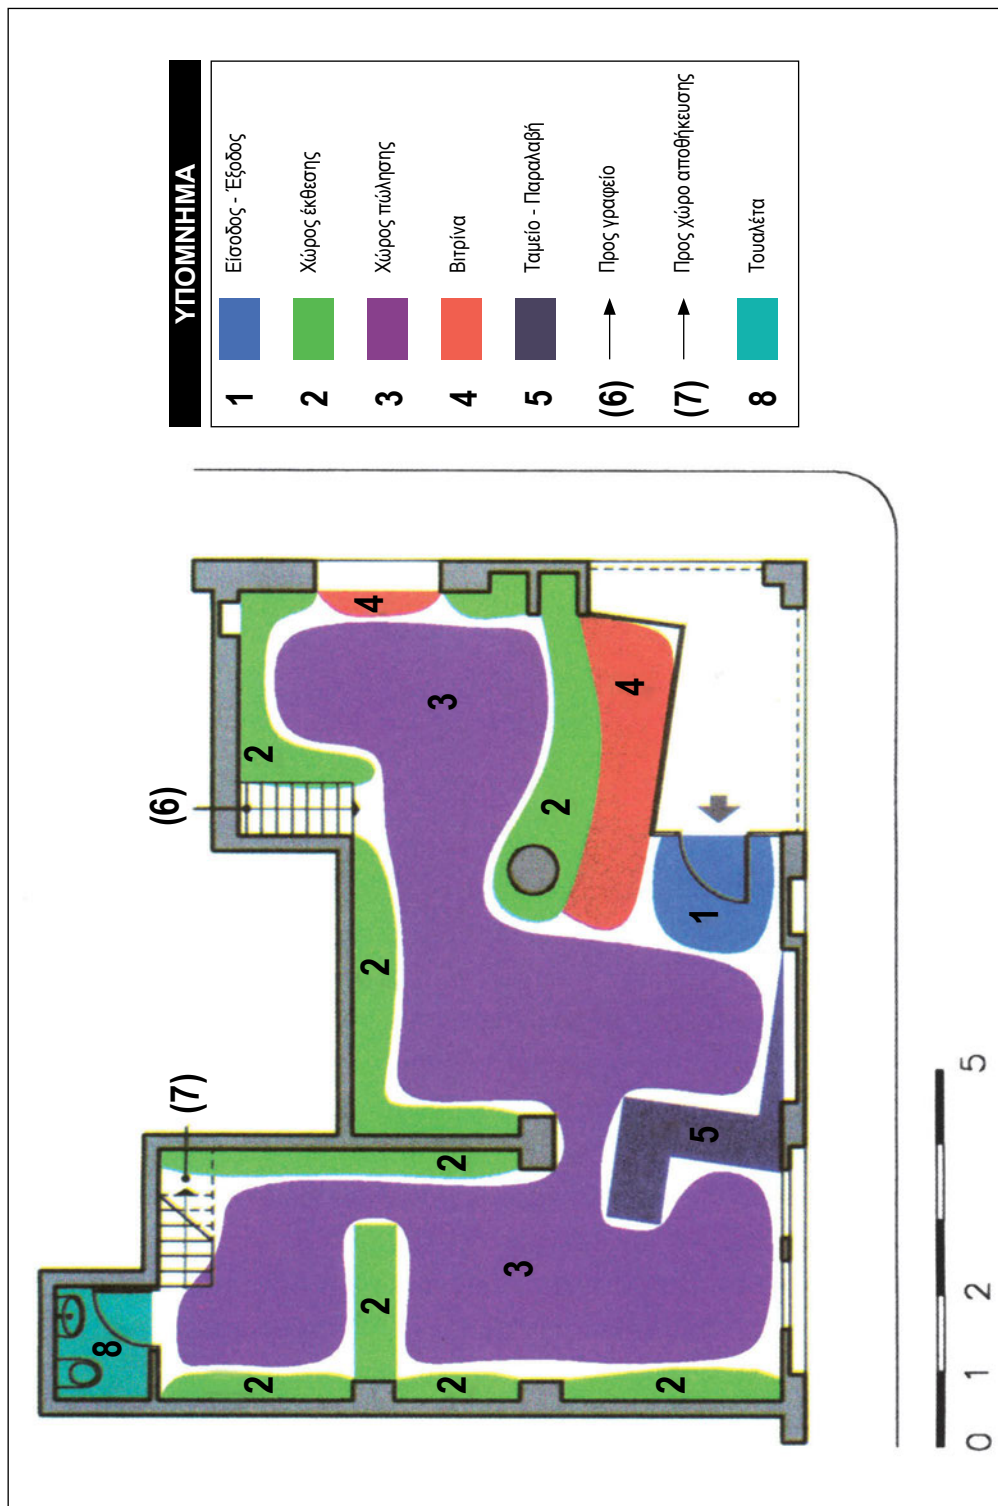 ΥΠΟΜΝΗΜΑ
1 Είσοδος - Έξοδος
2 Χώρος έκθεσης
3 Χώρος πώλησης
4 Βιτρίνα
5 Ταμείο - Παραλαβή
(6) Προς γραφείο
(7) Προς χώρο αποθήκευσης
8 Τουαλέτα
8
(7)
(6)
2
2
2
2
2
2
2
2
3
3
4
4
5
1
0 1 2 5